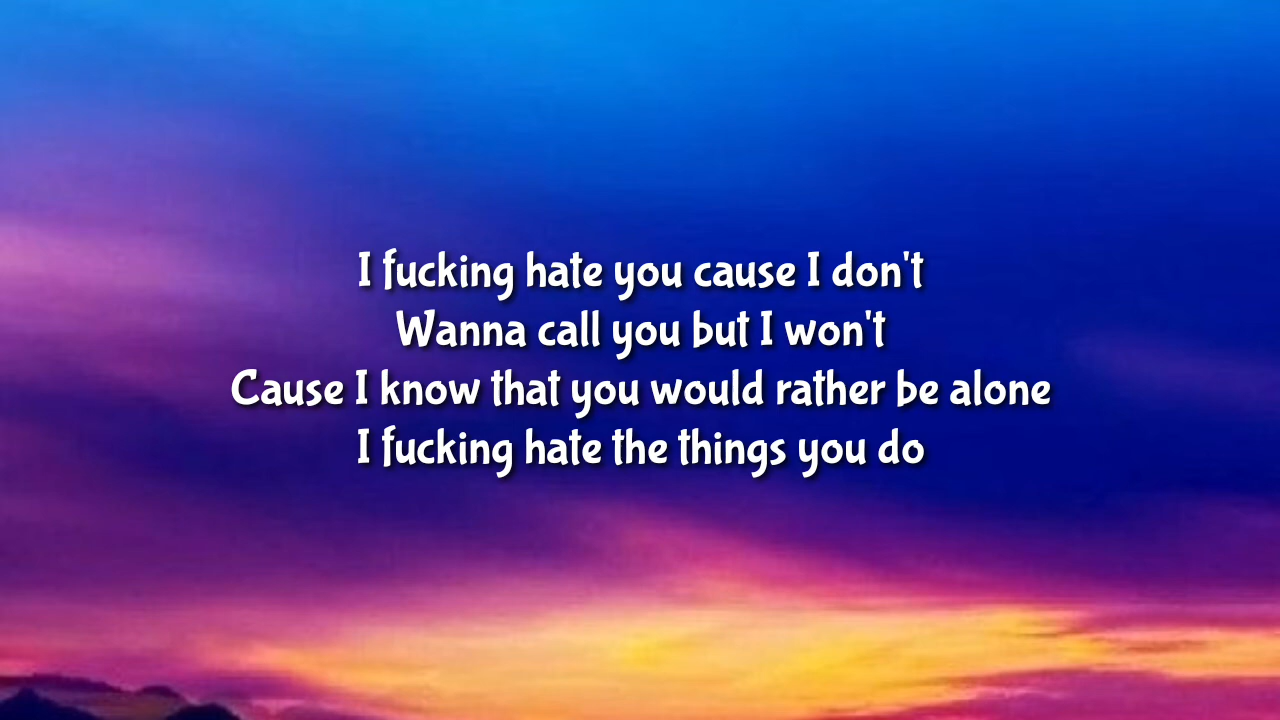 I fucking hate you cause I don't
Wanna call you but I won't
Cause I know that you would rather be alone
I fucking hate the things you do